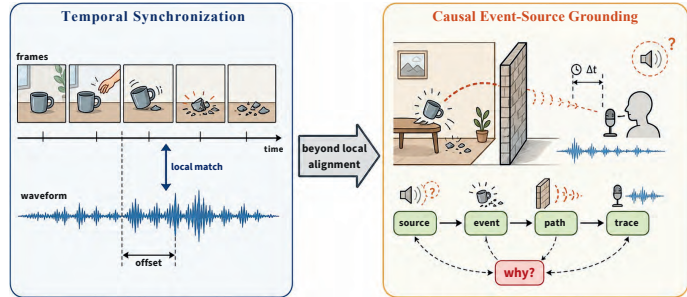 Temporal Synchronization
frames
time
local match
waveform
offset
beyond local
alignment
Causal Event-Source Grounding
?
Δt
?
source
event
path
trace
why?